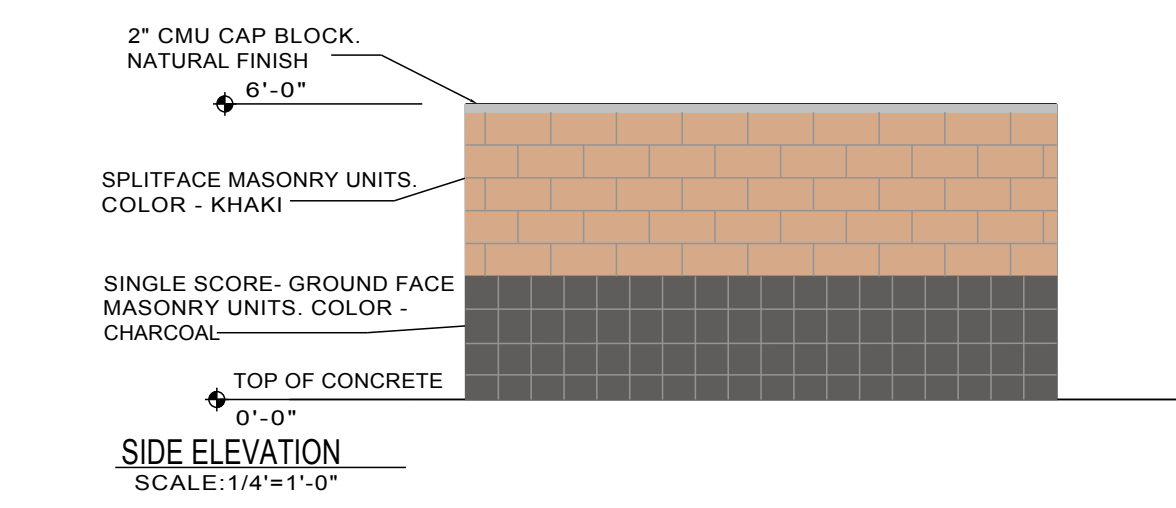 2" CMU CAP BLOCK.
NATURAL FINISH
6'-0"
SPLITFACE MASONRY UNITS.
COLOR - KHAKI
SINGLE SCORE- GROUND FACE
MASONRY UNITS. COLOR -
CHARCOAL
TOP OF CONCRETE
0'-0"
SIDE ELEVATION
SCALE:1/4'=1'-0"